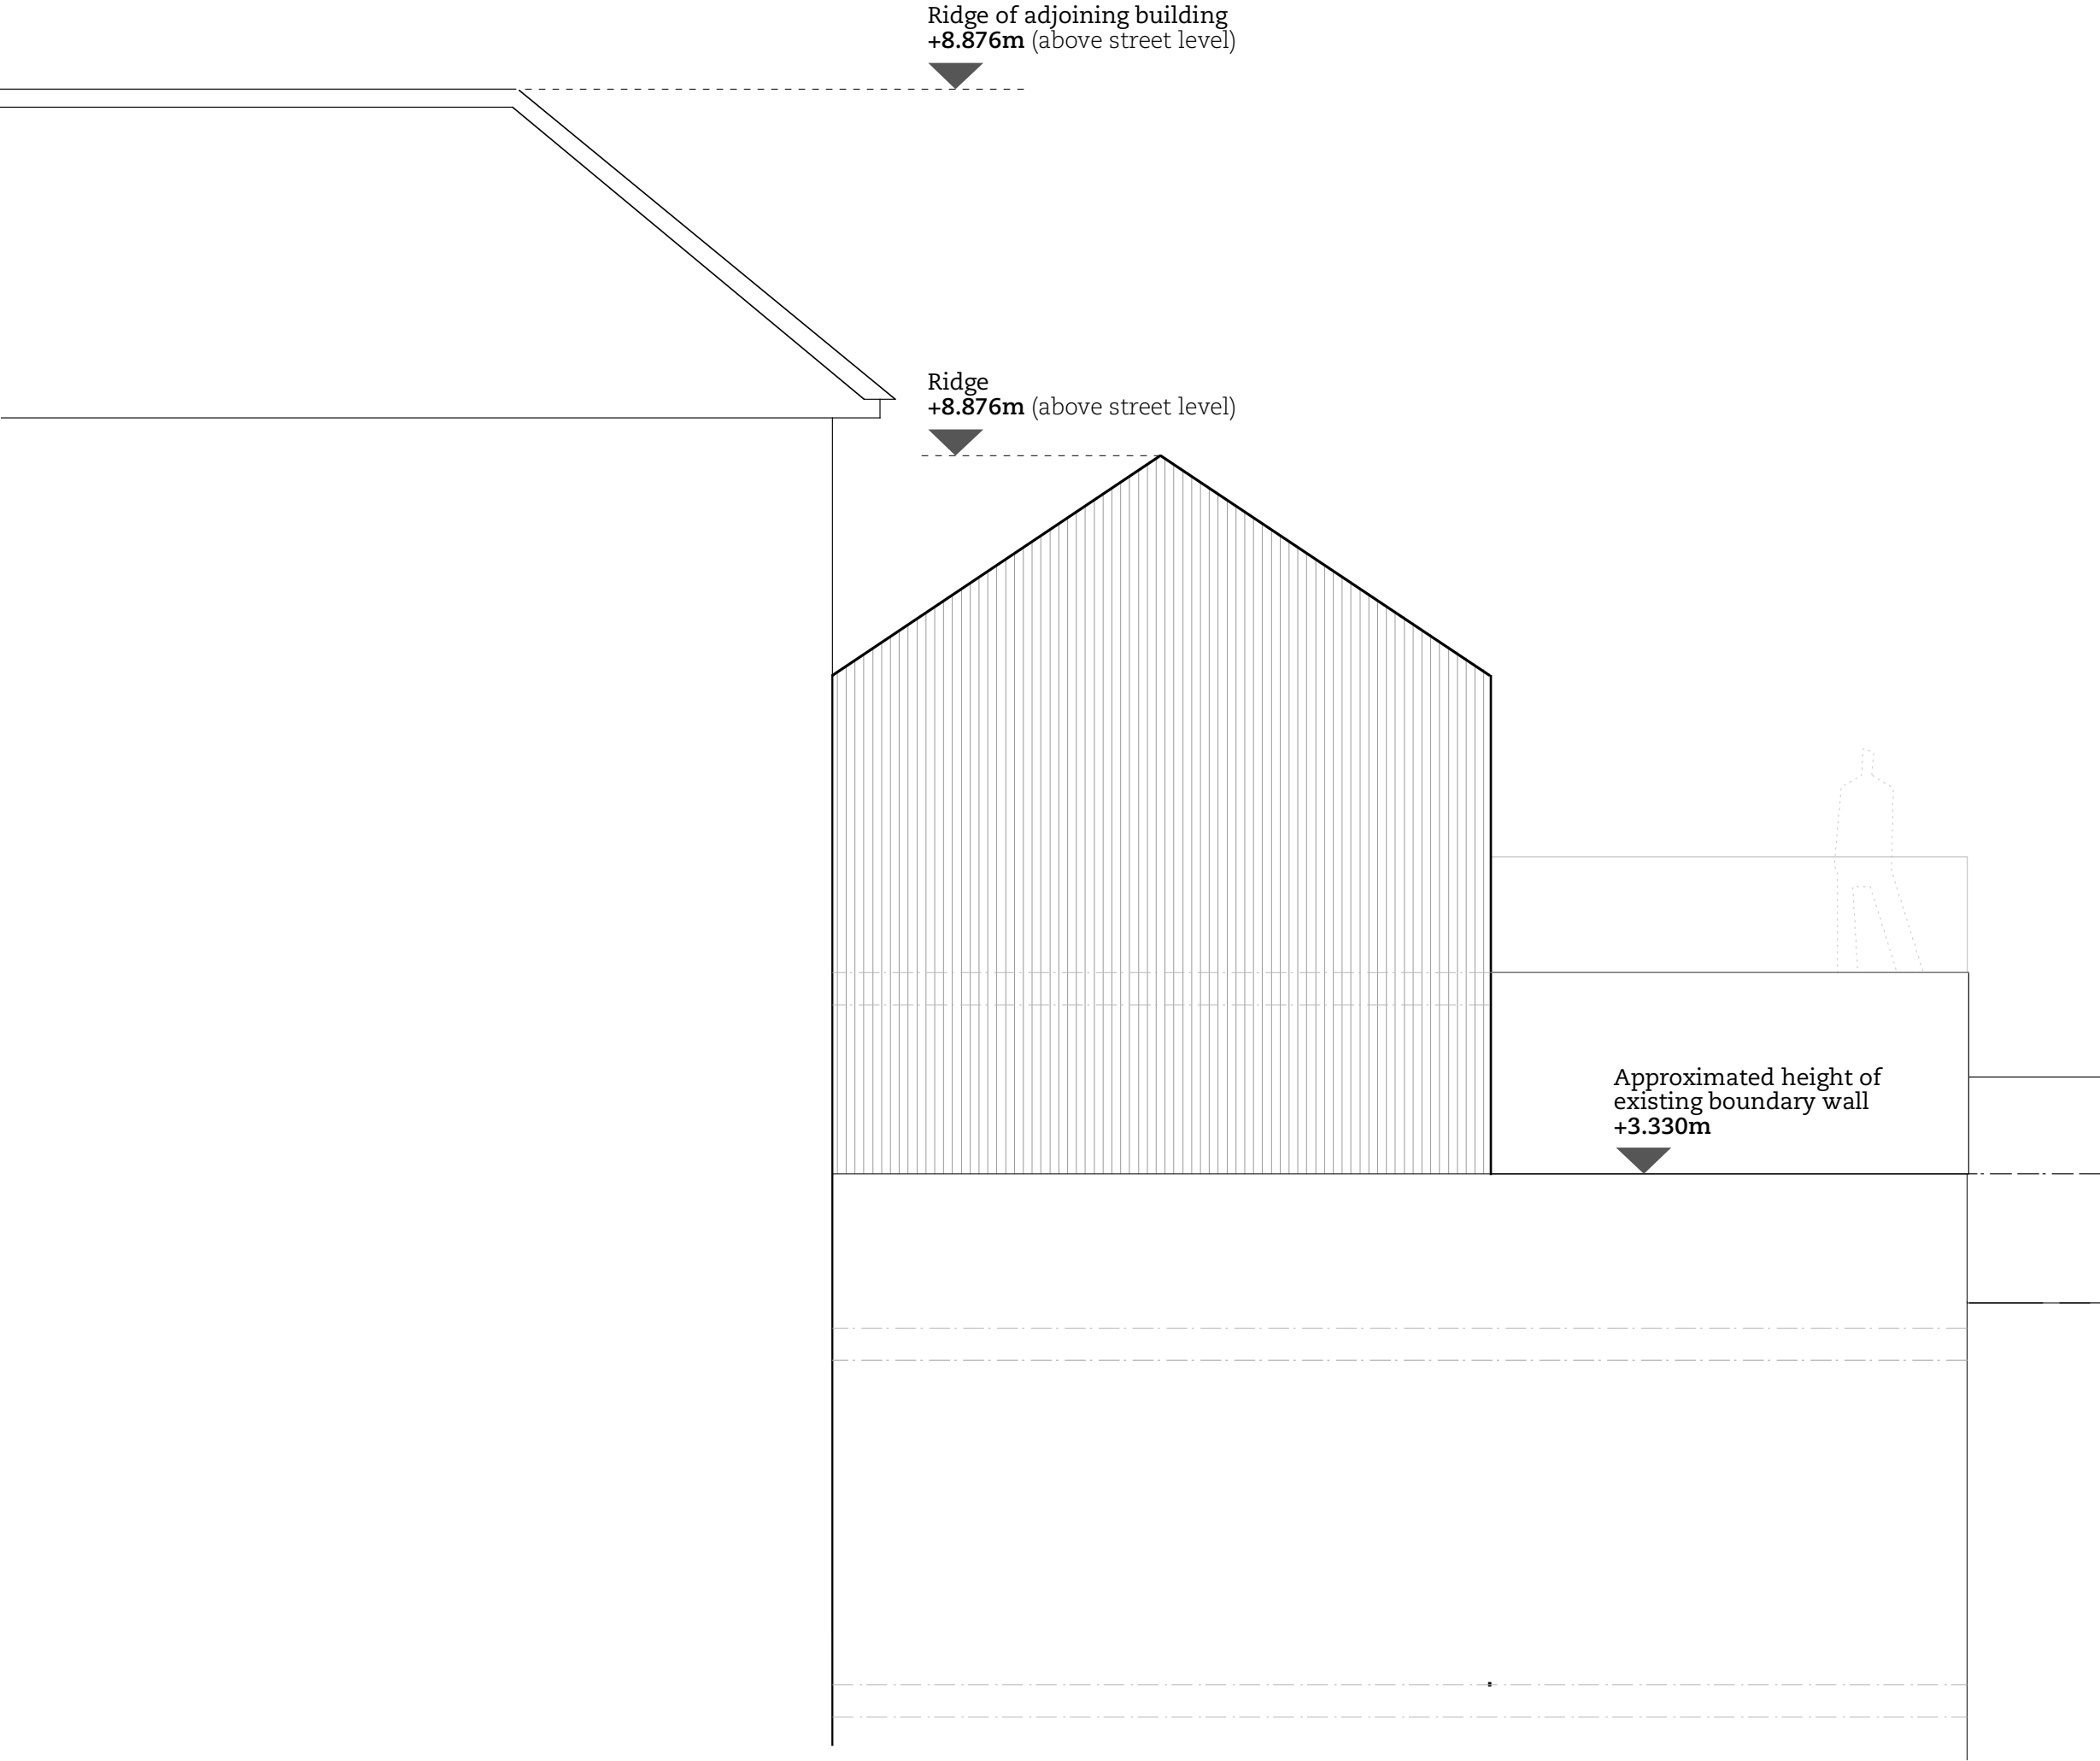 Ridge of adjoining building
+8.876m (above street level)
Ridge
+8.876m (above street level)
Approximated height of
existing boundary wall
+3.330m